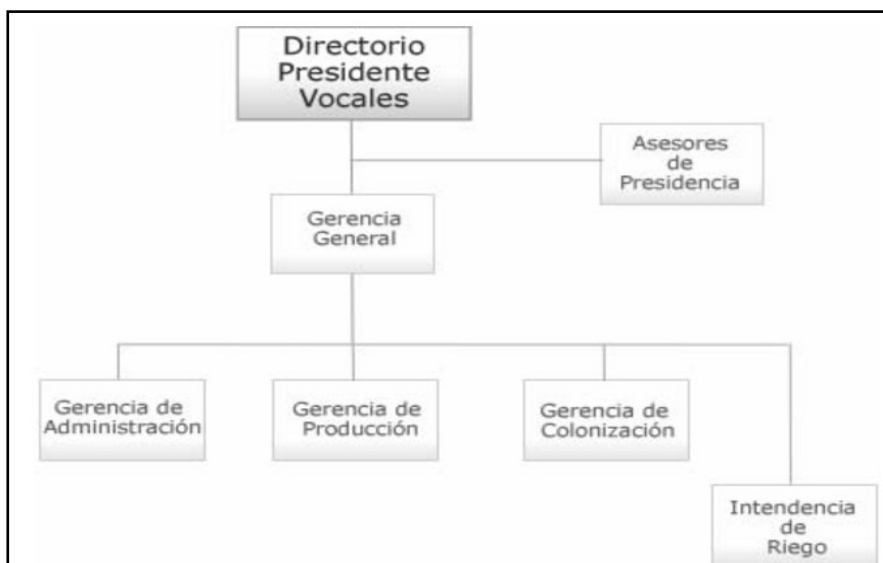 Directorio
Presidente
Vocales
Asesores
de
Presidencia
Gerencia
General
Gerencia de
Administración
Gerencia de
Producción
Gerencia de
Colonización
Intendencia
de
Riego